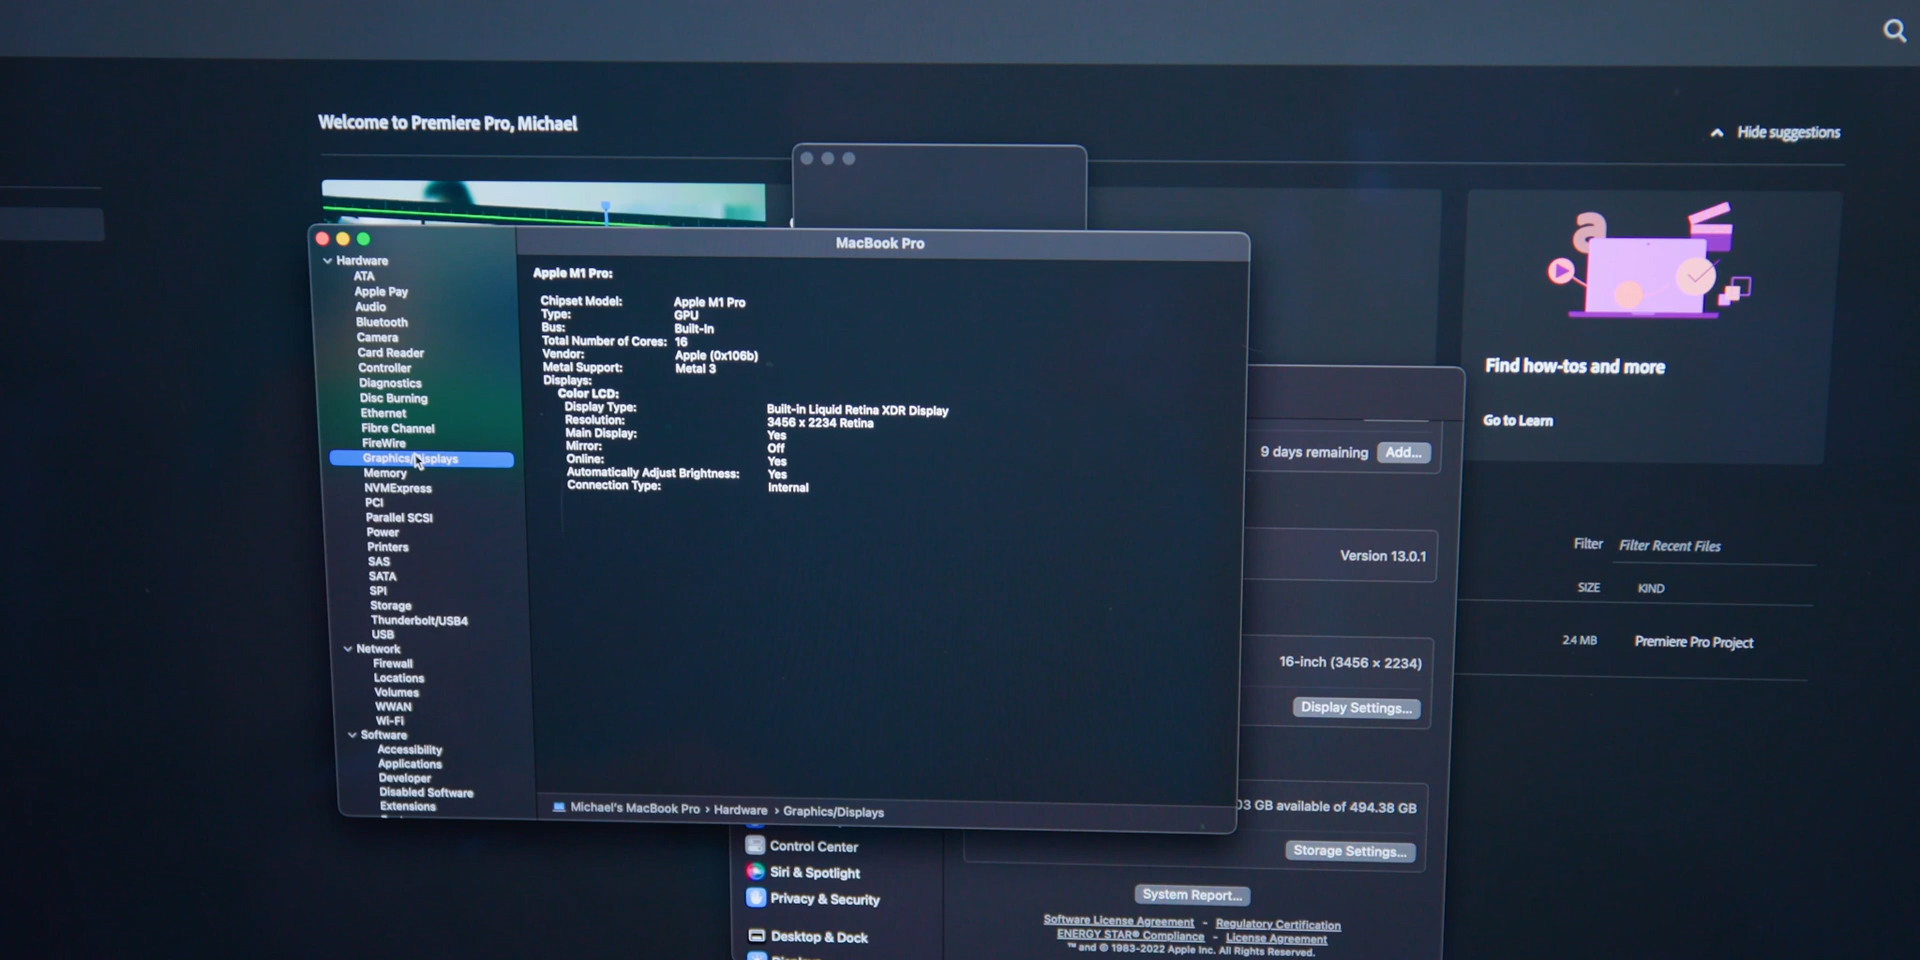 Welcome to Premiere Pro, Michael
Hide suggestions
MacBook Pro
Hardware
ATA
Apple Pay
Audio
Bluetooth
Camera
Card Reader
Controller
Diagnostics
Disc Burning
Ethernet
Fibre Channel
FireWire
Graphics/Displays
Memory
NVMExpress
PCI
Parallel SCSI
Power
Printers
SAS
SATA
SPI
Storage
Thunderbolt/USB4
USB
Network
Firewall
Locations
Volumes
WWAN
Wi-Fi
Software
Accessibility
Applications
Developer
Disabled Software
Extensions
Apple M1 Pro:
Chipset Model: Apple M1 Pro
Type: GPU
Bus: Built-In
Total Number of Cores: 16
Vendor: Apple (0x106b)
Metal Support: Metal 3
Displays:
Color LCD:
Display Type: Built-in Liquid Retina XDR Display
Resolution: 3456 x 2234 Retina
Main Display: Yes
Mirror: Off
Online: Yes
Automatically Adjust Brightness: Yes
Connection Type: Internal
Michael's MacBook Pro › Hardware › Graphics/Displays
9 days remaining Add...
Version 13.0.1
16-inch (3456 × 2234)
Display Settings...
03 GB available of 494.38 GB
Storage Settings...
System Report...
Software License Agreement - Regulatory Certification
ENERGY STAR® Compliance - License Agreement
™ and © 1983-2022 Apple Inc. All Rights Reserved.
Control Center
Siri & Spotlight
Privacy & Security
Desktop & Dock
a
Find how-tos and more
Go to Learn
Filter Filter Recent Files
SIZE KIND
2.4 MB Premiere Pro Project